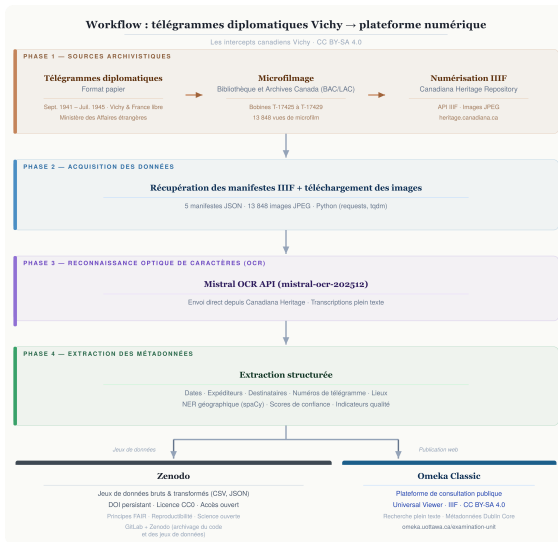 Workflow : télégrammes diplomatiques Vichy → plateforme numérique
Les intercepts canadiens Vichy · CC BY-SA 4.0
PHASE 1 — SOURCES ARCHIVISTIQUES
Télégrammes diplomatiques
Format papier
Sept. 1941 – Juil. 1945 · Vichy & France libre
Ministère des Affaires étrangères
Microfilmage
Bibliothèque et Archives Canada (BAC/LAC)
Bobines T-17425 à T-17429
13 848 vues de microfilm
Numérisation IIIF
Canadiana Heritage Repository
API IIIF · Images JPEG
heritage.canadiana.ca
PHASE 2 — ACQUISITION DES DONNÉES
Récupération des manifestes IIIF + téléchargement des images
5 manifestes JSON · 13 848 images JPEG · Python (requests, tqdm)
PHASE 3 — RECONNAISSANCE OPTIQUE DE CARACTÈRES (OCR)
Mistral OCR API (mistral-ocr-202512)
Envoi direct depuis Canadiana Heritage · Transcriptions plein texte
PHASE 4 — EXTRACTION DES MÉTADONNÉES
Extraction structurée
Dates · Expéditeurs · Destinataires · Numéros de télégramme · Lieux
NER géographique (spaCy) · Scores de confiance · Indicateurs qualité
Jeux de données
Publication web
Zenodo
Jeux de données bruts & transformés (CSV, JSON)
DOI persistant · Licence CC0 · Accès ouvert
Principes FAIR · Reproducibilité · Science ouverte
GitLab + Zenodo (archivage du code
et des jeux de données)
Omeka Classic
Plateforme de consultation publique
Universal Viewer · IIIF · CC BY-SA 4.0
Recherche plein texte · Métadonnées Dublin Core
omeka.uottawa.ca/examination-unit